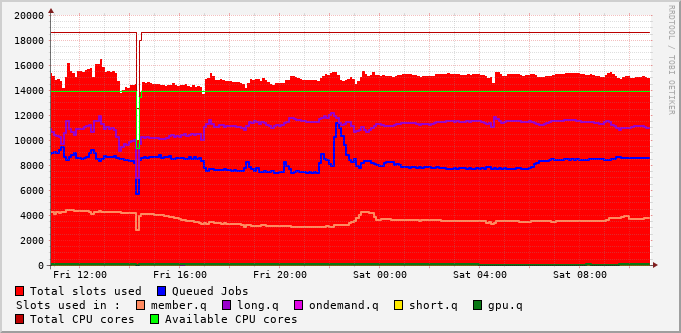 20000
18000
16000
14000
12000
10000
8000
6000
4000
2000
0
Fri 12:00 Fri 16:00 Fri 20:00 Sat 00:00 Sat 04:00 Sat 08:00
RRDTOOL / TOBI OETIKER
Total slots used Queued Jobs
Slots used in : member.q long.q ondemand.q short.q gpu.q
Total CPU cores Available CPU cores